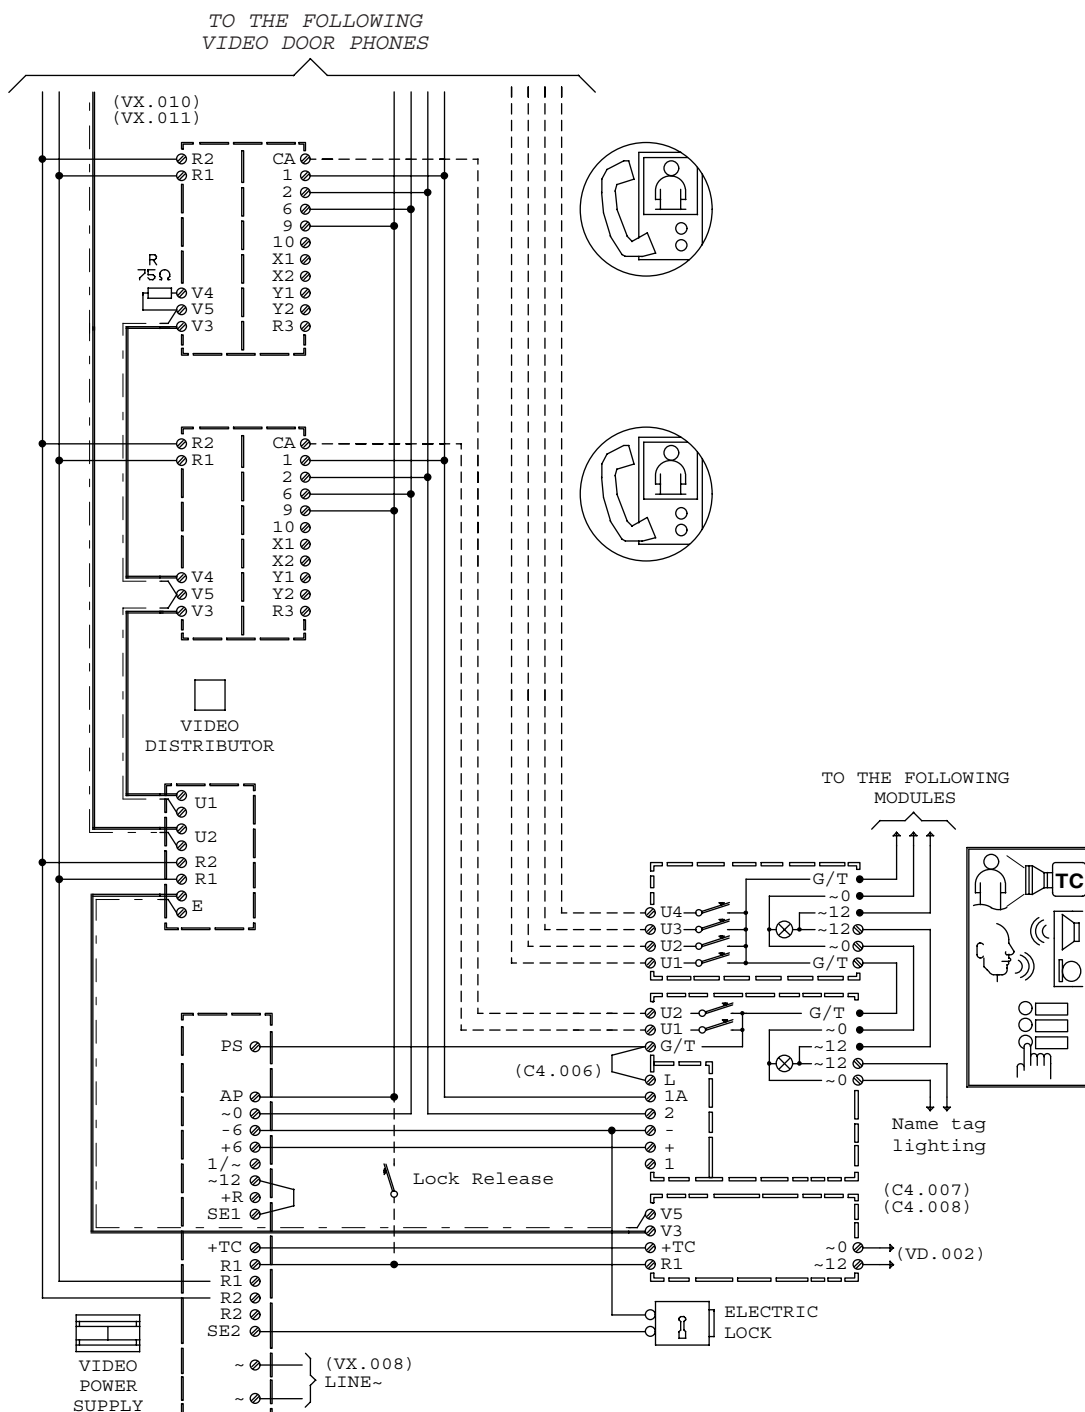 TO THE FOLLOWING
VIDEO DOOR PHONES
(VX.010)
(VX.011)
R2 CA
R1 1
2
6
9
10
X1
R
75Ω
X2
V4 Y1
V5 Y2
V3 R3
R2 CA
R1 1
2
6
9
10
X1
X2
V4 Y1
V5 Y2
V3 R3
VIDEO
DISTRIBUTOR
U1
U2
R2
R1
E
TO THE FOLLOWING
MODULES
G/T
~0
U4 ~12
U3 ~12
U2 ~0
U1 G/T
TC
U2 G/T
U1 ~0
G/T ~12
~12
L ~0
1A
2
-
+
1
(C4.006)
Name tag
lighting
PS
AP
~0
-6
+6
1/~
~12
+R
SE1
+TC
R1
R1
R2
R2
SE2
~
~
Lock Release
(C4.007)
(C4.008)
V5
V3
+TC ~0
R1 ~12
(VD.002)
ELECTRIC
LOCK
VIDEO
POWER
SUPPLY
(VX.008)
LINE~